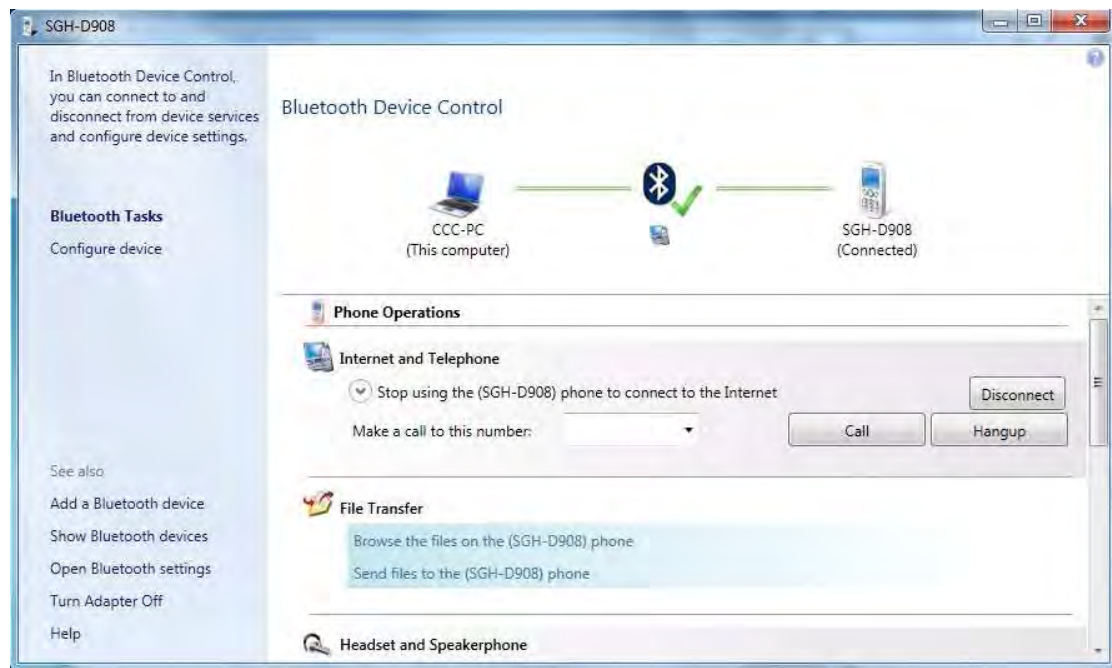 SGH-D908
In Bluetooth Device Control,
you can connect to and
disconnect from device services
and configure device settings.
Bluetooth Tasks
Configure device
See also
Add a Bluetooth device
Show Bluetooth devices
Open Bluetooth settings
Turn Adapter Off
Help
Bluetooth Device Control
CCC-PC
(This computer)
SGH-D908
(Connected)
Phone Operations
Internet and Telephone
Stop using the (SGH-D908) phone to connect to the Internet
Disconnect
Make a call to this number:
Call
Hangup
File Transfer
Browse the files on the (SGH-D908) phone
Send files to the (SGH-D908) phone
Headset and Speakerphone